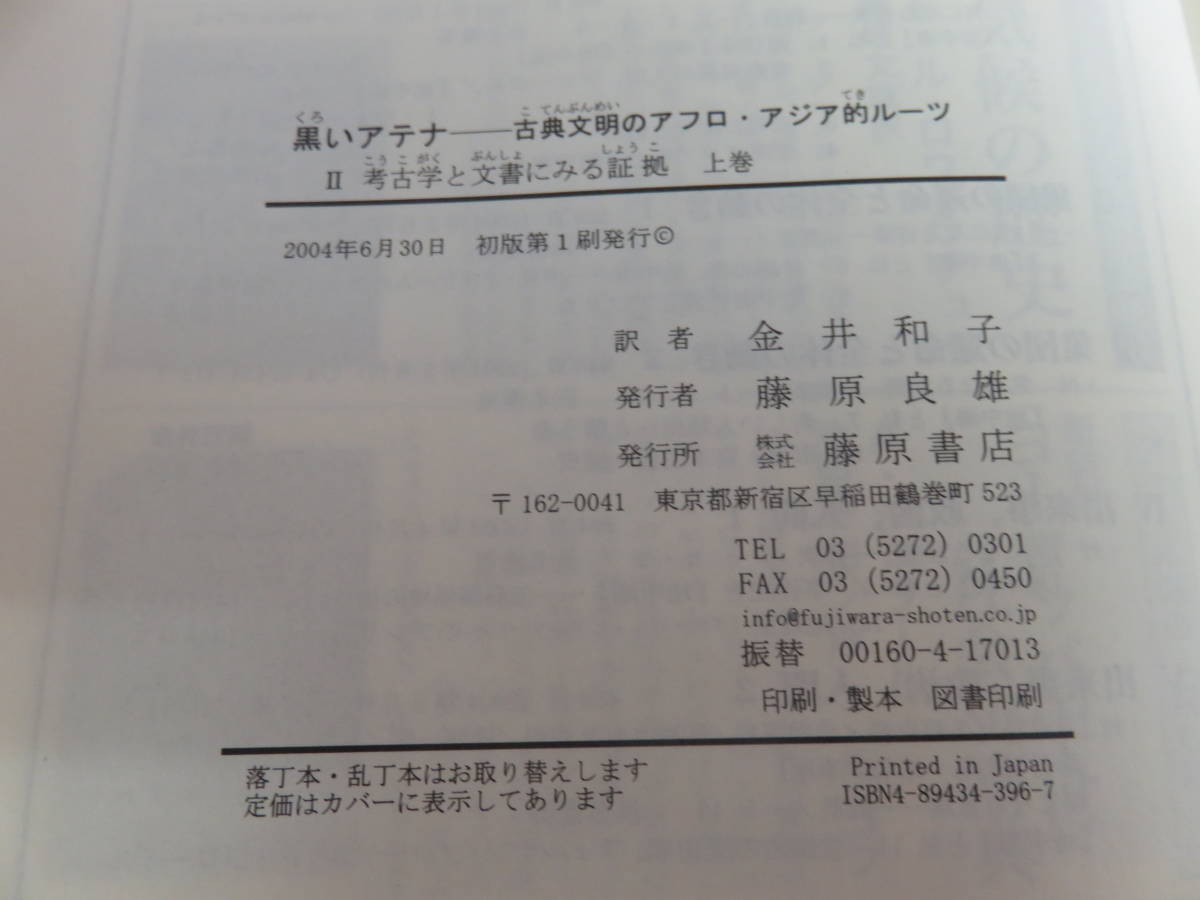 黒いアテナ――古典文明のアフロ・アジア的ルーツ
Ⅱ 考古学と文書にみる証拠 上巻
2004年6月30日 初版第1刷発行©
訳者 金井和子
発行者 藤原良雄
発行所 株式会社 藤原書店
〒162-0041 東京都新宿区早稲田鶴巻町523
TEL 03 (5272) 0301
FAX 03 (5272) 0450
info@fujiwara-shoten.co.jp
振替 00160-4-17013
印刷・製本 図書印刷
落丁本・乱丁本はお取り替えします
定価はカバーに表示してあります
Printed in Japan
ISBN4-89434-396-7